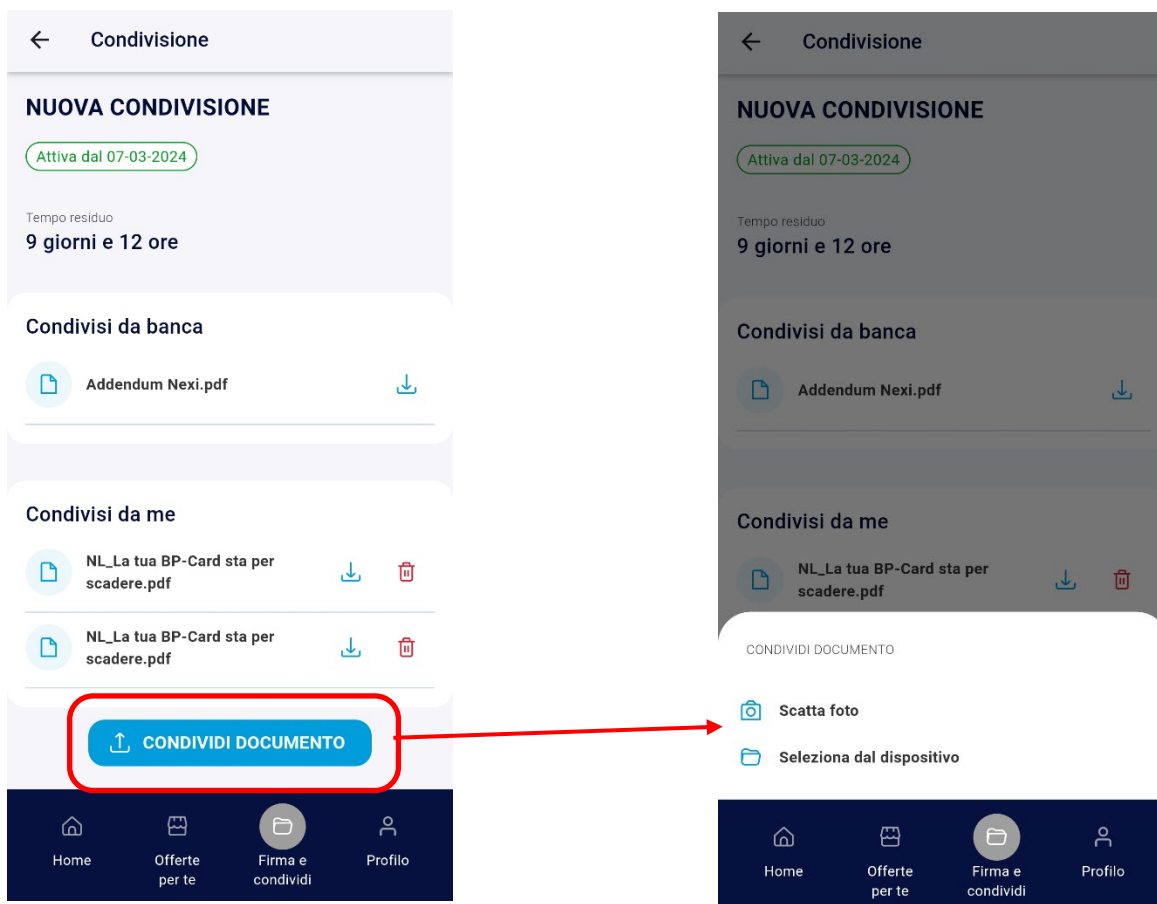 Condivisione
NUOVA CONDIVISIONE
Attiva dal 07-03-2024
Tempo residuo
9 giorni e 12 ore
Condivisi da banca
Addendum Nexi.pdf
Condivisi da me
NL_La tua BP-Card sta per
scadere.pdf
NL_La tua BP-Card sta per
scadere.pdf
CONDIVIDI DOCUMENTO
Home
Offerte
per te
Firma e
condividi
Profilo
Condivisione
NUOVA CONDIVISIONE
Attiva dal 07-03-2024
Tempo residuo
9 giorni e 12 ore
Condivisi da banca
Addendum Nexi.pdf
Condivisi da me
NL_La tua BP-Card sta per
scadere.pdf
CONDIVIDI DOCUMENTO
Scatta foto
Seleziona dal dispositivo
Home
Offerte
per te
Firma e
condividi
Profilo